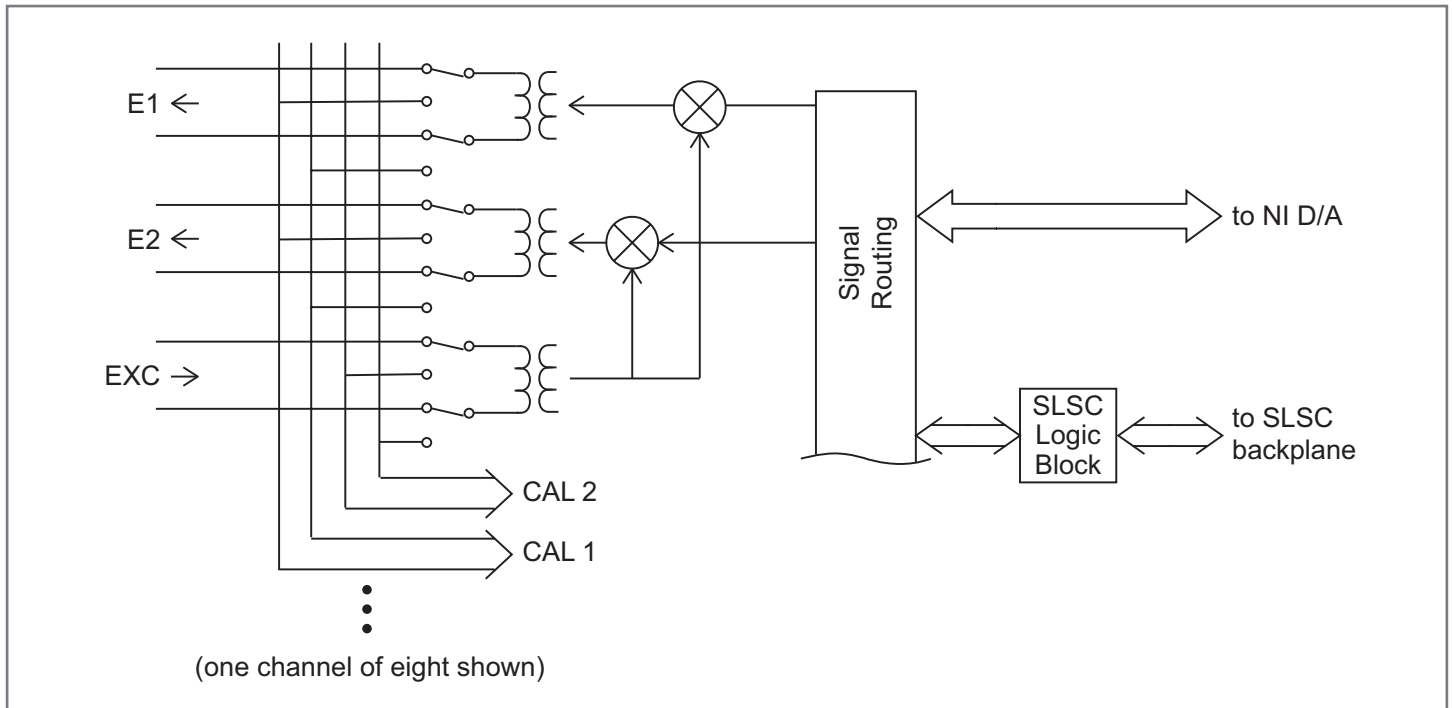 E1
E2
EXC
Signal
Routing
to NI D/A
SLSC
Logic
Block
to SLSC
backplane
CAL 2
CAL 1
(one channel of eight shown)